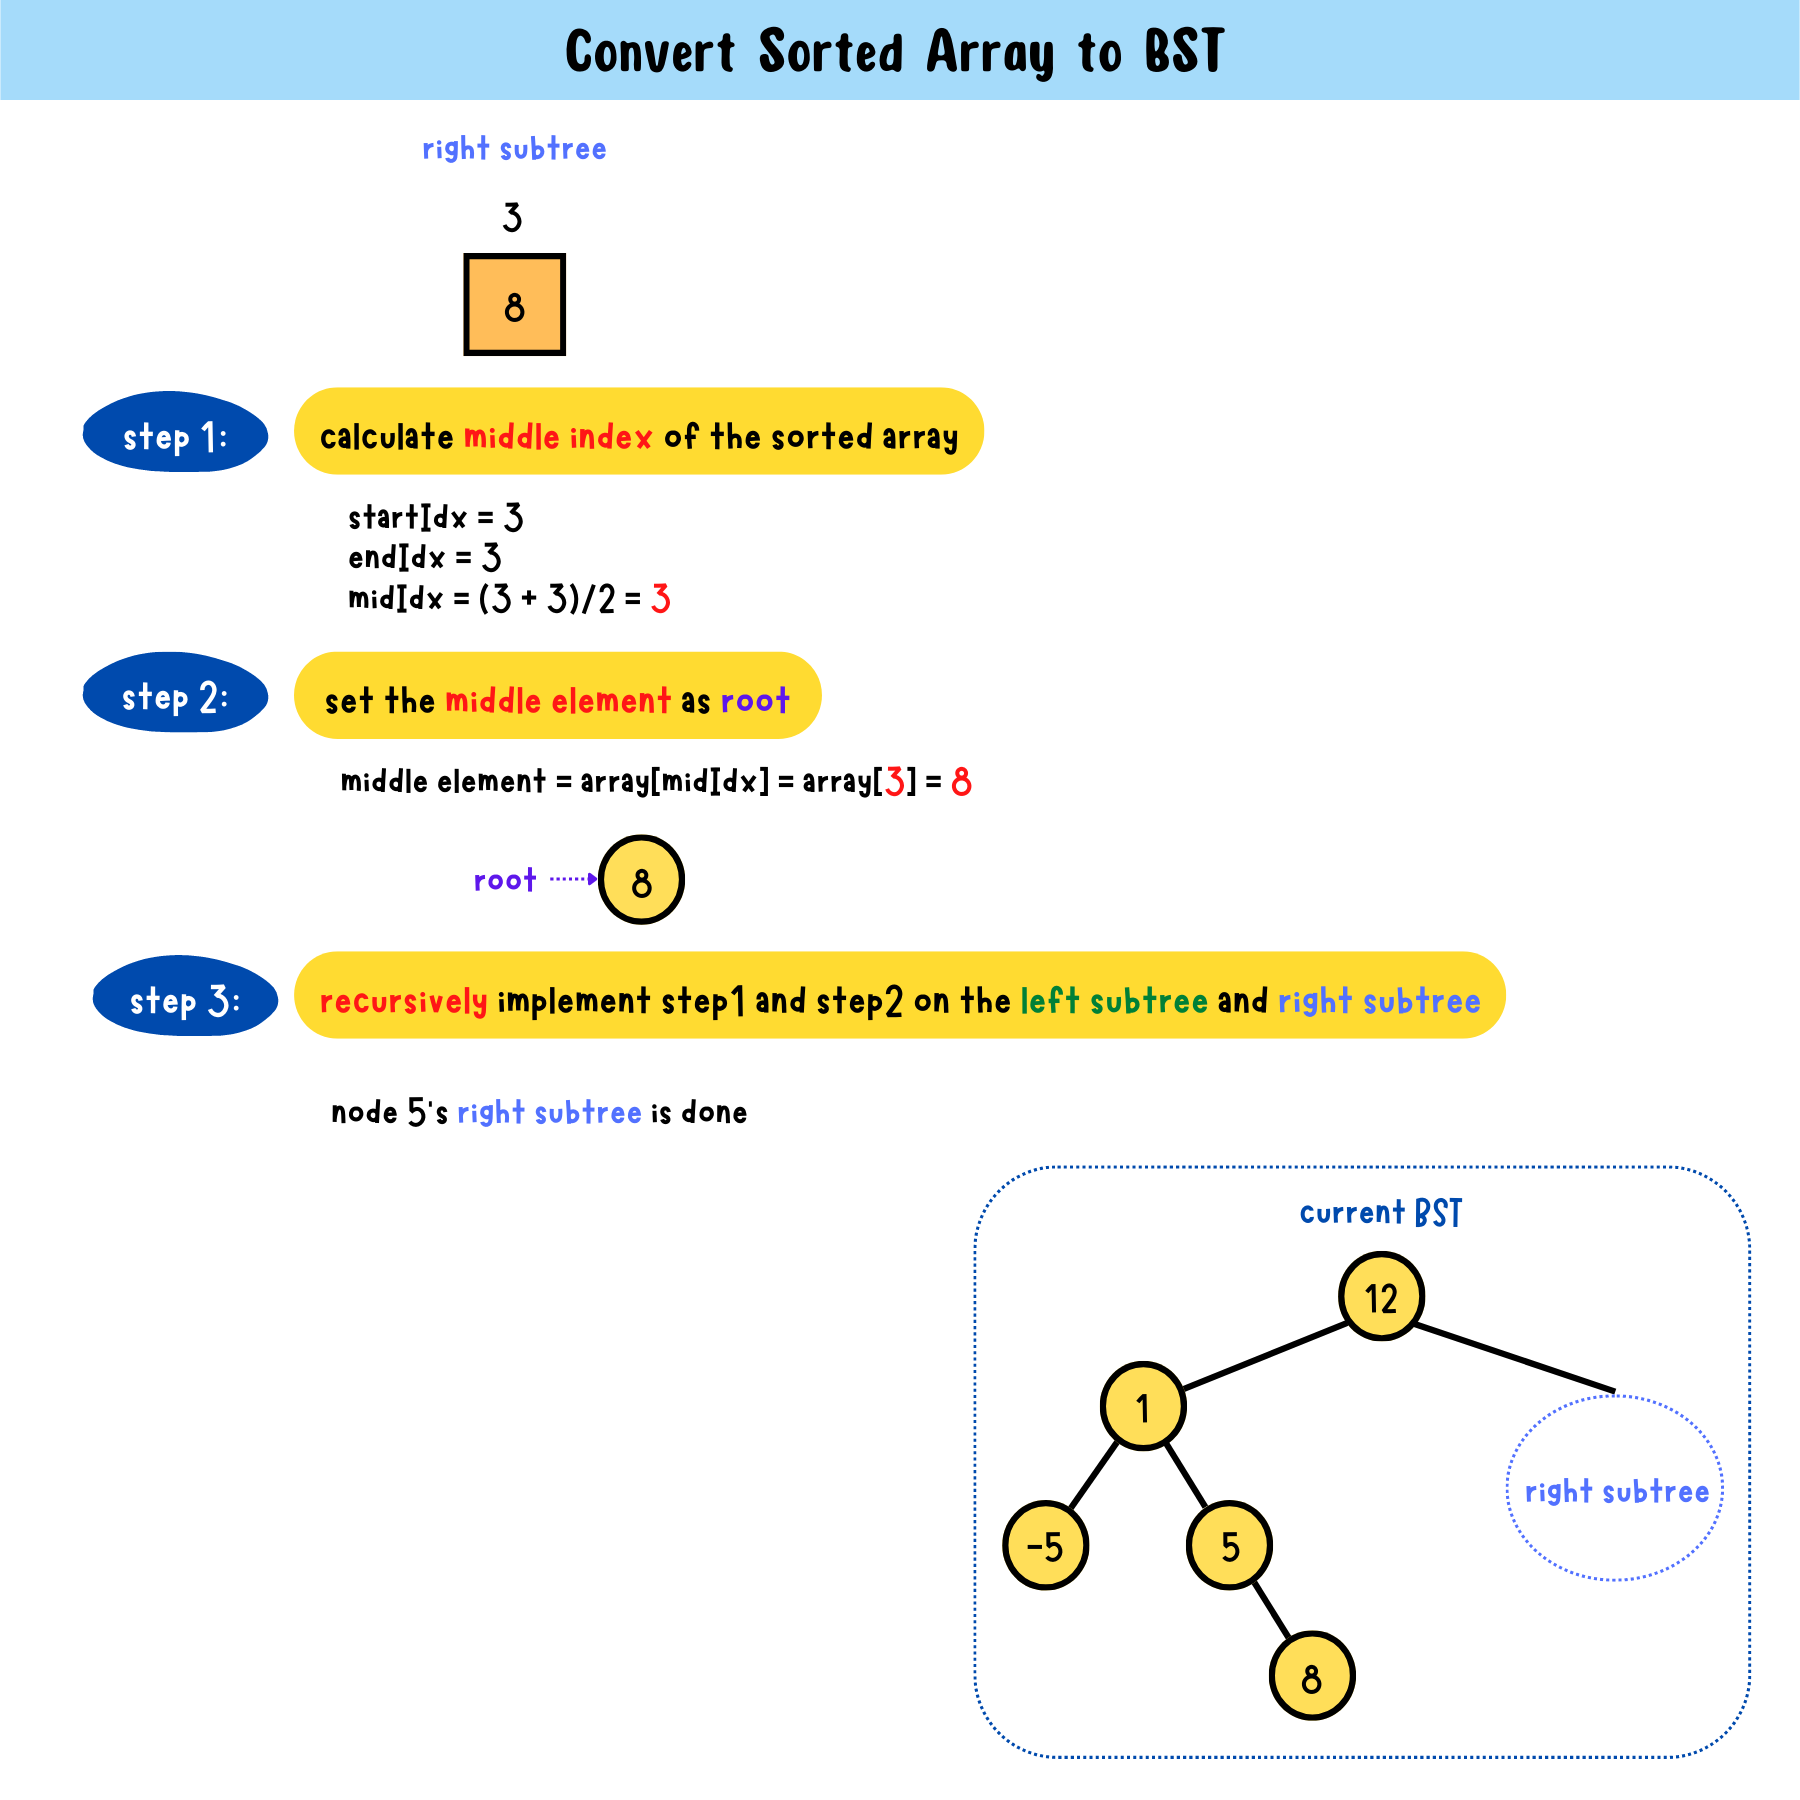 Convert Sorted Array to BST
right subtree
3
8
step 1:
calculate middle index of the sorted array
startIdx = 3
endIdx = 3
midIdx = (3 + 3)/2 = 3
step 2:
set the middle element as root
middle element = array[midIdx] = array[3] = 8
root
8
step 3:
recursively implement step1 and step2 on the left subtree and right subtree
node 5's right subtree is done
current BST
12
1
right subtree
-5
5
8